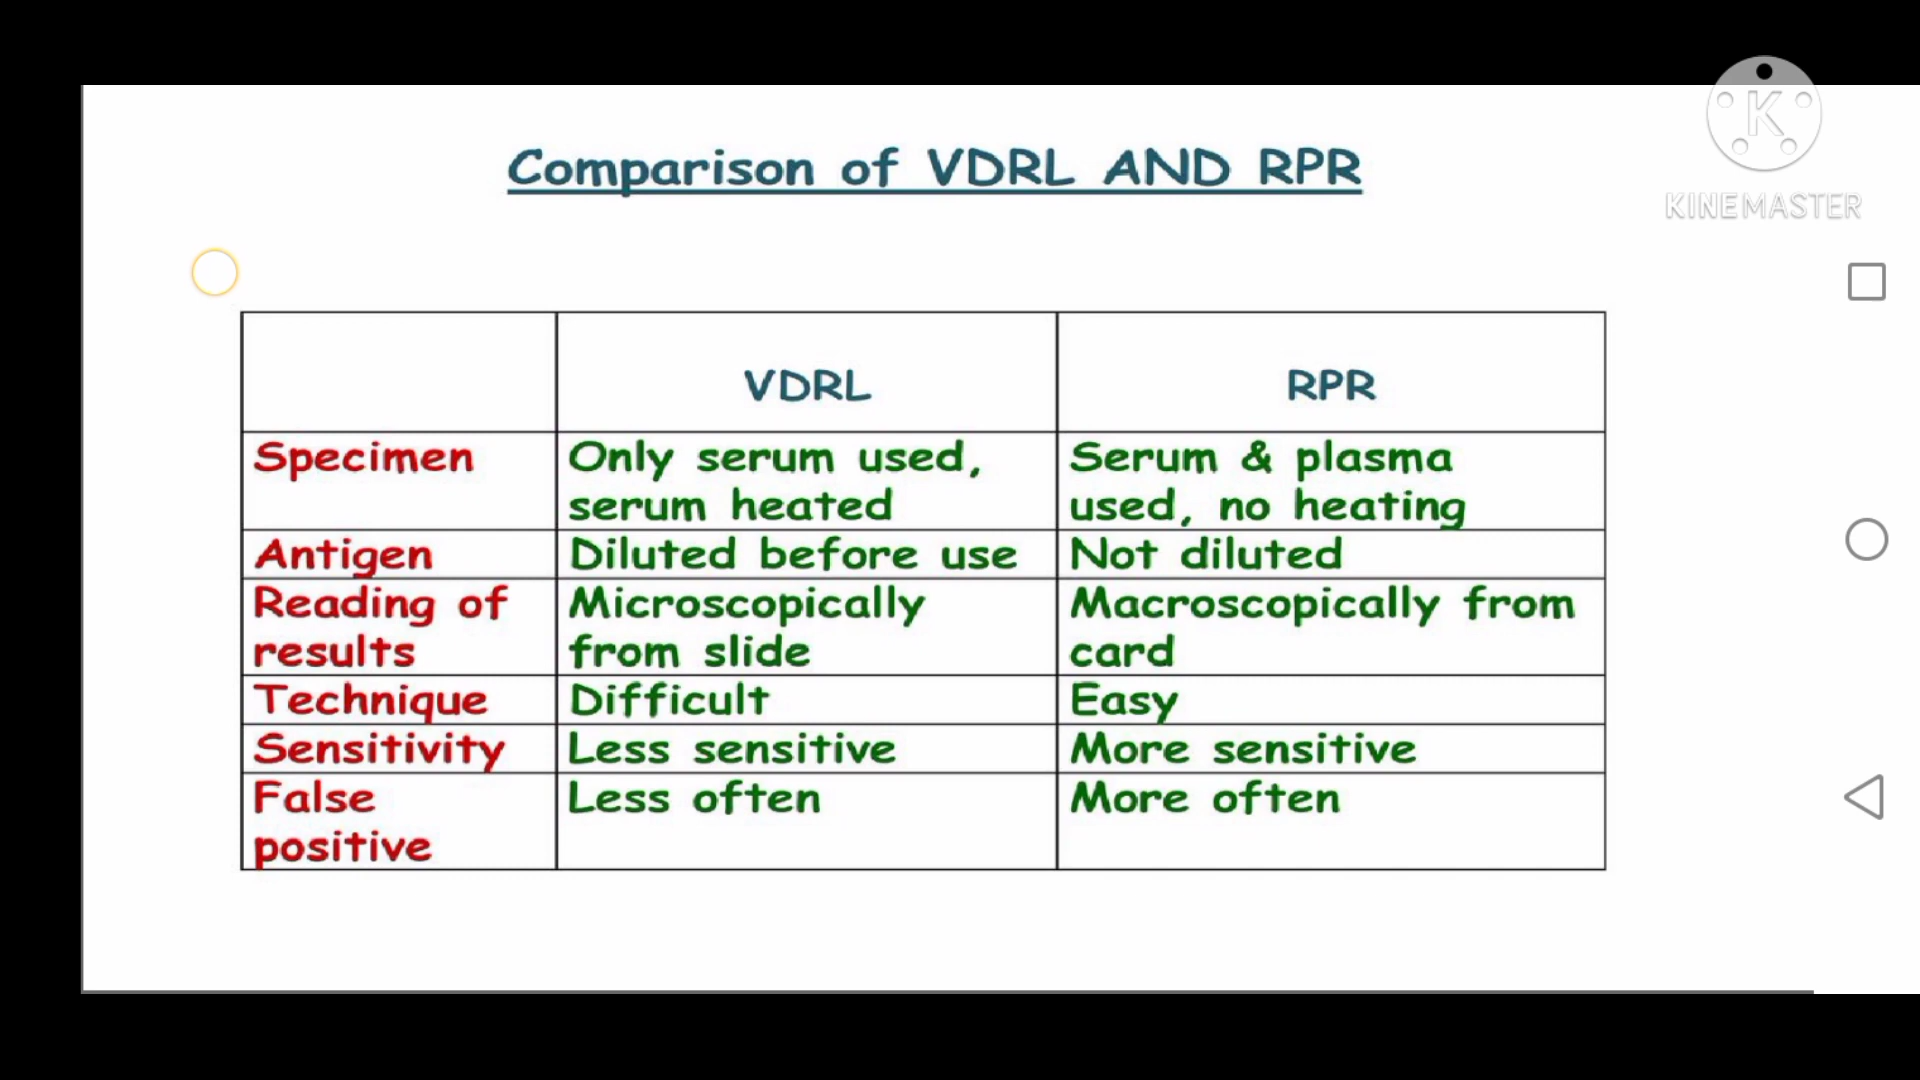 Comparison of VDRL AND RPR
K
KINEMASTER
VDRL
RPR
Specimen
Only serum used,
serum heated
Serum & plasma
used, no heating
Antigen
Diluted before use
Not diluted
Reading of
results
Microscopically
from slide
Macroscopically from
card
Technique
Difficult
Easy
Sensitivity
Less sensitive
More sensitive
False
positive
Less often
More often